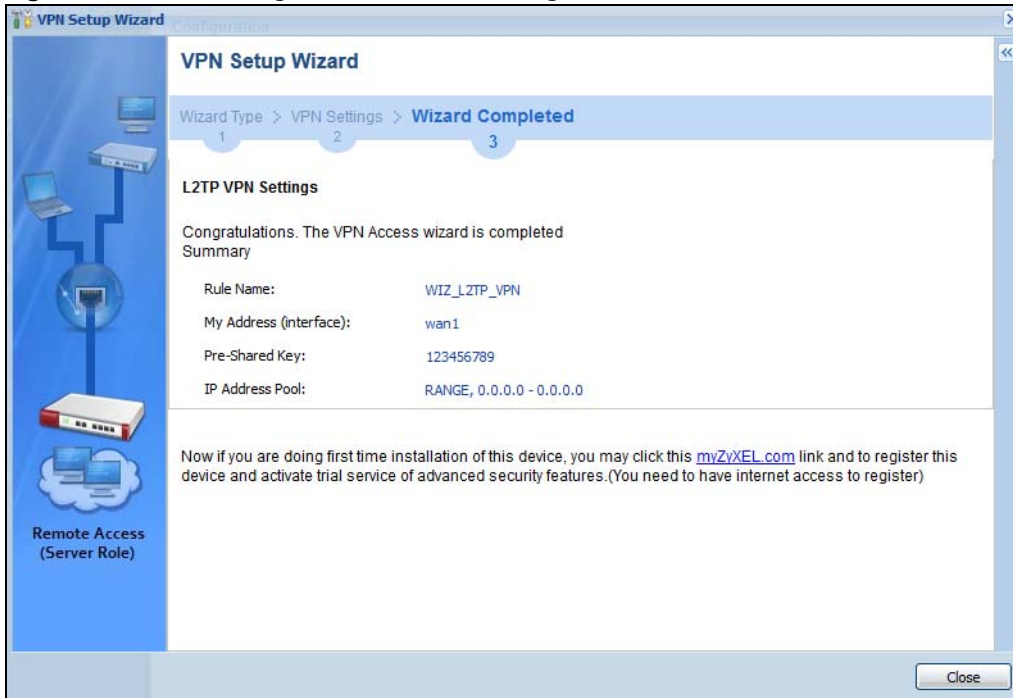 VPN Setup Wizard
Configuration
VPN Setup Wizard
Wizard Type > VPN Settings > Wizard Completed
1 2 3
L2TP VPN Settings
Congratulations. The VPN Access wizard is completed
Summary
Rule Name: WIZ_L2TP_VPN
My Address (interface): wan1
Pre-Shared Key: 123456789
IP Address Pool: RANGE, 0.0.0.0 - 0.0.0.0
Now if you are doing first time installation of this device, you may click this myZyXEL.com link and to register this
device and activate trial service of advanced security features.(You need to have internet access to register)
Remote Access
(Server Role)
Close